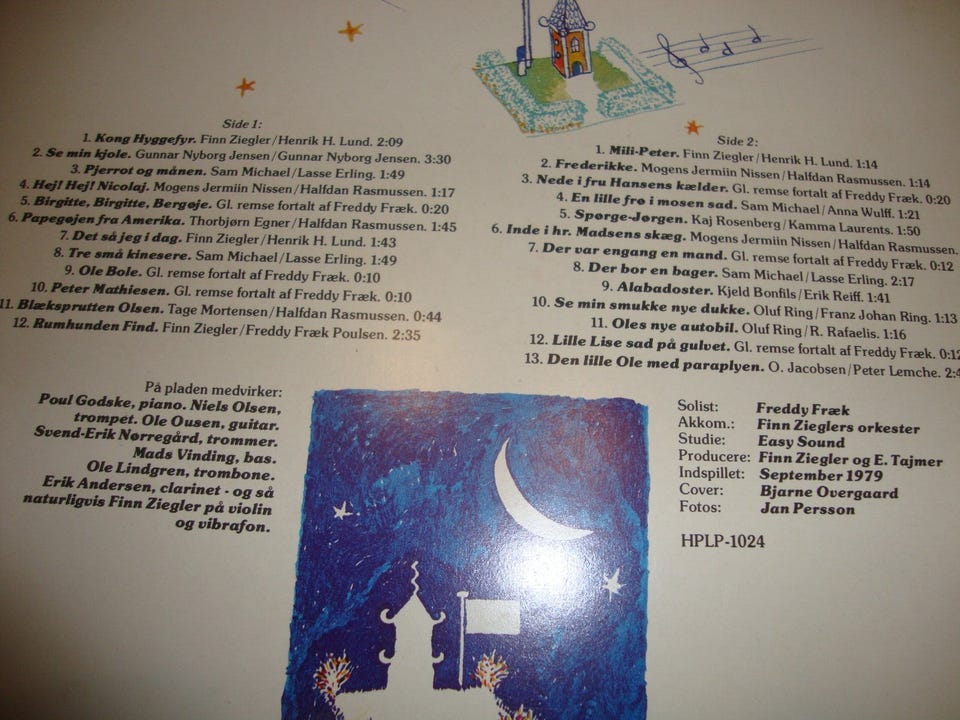 Side 1:
1. Kong Hyggefyr. Finn Ziegler/Henrik H. Lund. 2:09
2. Se min kjole. Gunnar Nyborg Jensen/Gunnar Nyborg Jensen. 3:30
3. Pjerrot og månen. Sam Michael/Lasse Erling. 1:49
4. Hej! Hej! Nicolaj. Mogens Jermiin Nissen/Halfdan Rasmussen. 1:17
5. Birgitte, Birgitte, Bergøje. Gl. remse fortalt af Freddy Fræk. 0:20
6. Papegøjen fra Amerika. Thorbjørn Egner/Halfdan Rasmussen. 1:45
7. Det så jeg i dag. Finn Ziegler/Henrik H. Lund. 1:43
8. Tre små kinesere. Sam Michael/Lasse Erling. 1:49
9. Ole Bole. Gl. remse fortalt af Freddy Fræk. 0:10
10. Peter Mathiesen. Gl. remse fortalt af Freddy Fræk. 0:10
11. Blæksprutten Olsen. Tage Mortensen/Halfdan Rasmussen. 0:44
12. Rumhunden Find. Finn Ziegler/Freddy Fræk Poulsen. 2:35
Side 2:
1. Mili-Peter. Finn Ziegler/Henrik H. Lund. 1:14
2. Frederikke. Mogens Jermiin Nissen/Halfdan Rasmussen. 1:14
3. Nede i fru Hansens kælder. Gl. remse fortalt af Freddy Fræk. 0:20
4. En lille frø i mosen sad. Sam Michael/Anna Wulff. 1:21
5. Spørge-Jørgen. Kaj Rosenberg/Kamma Laurents. 1:50
6. Inde i hr. Madsens skæg. Mogens Jermiin Nissen/Halfdan Rasmussen.
7. Der var engang en mand. Gl. remse fortalt af Freddy Fræk. 0:12
8. Der bor en bager. Sam Michael/Lasse Erling. 2:17
9. Alabadoster. Kjeld Bonfils/Erik Reiff. 1:41
10. Se min smukke nye dukke. Oluf Ring/Franz Johan Ring. 1:13
11. Oles nye autobil. Oluf Ring/R. Rafaelis. 1:16
12. Lille Lise sad på gulvet. Gl. remse fortalt af Freddy Fræk.
13. Den lille Ole med paraplyen. O. Jacobsen/Peter Lemche.
På pladen medvirker:
Poul Godske, piano. Niels Olsen,
trompet. Ole Ousen, guitar.
Svend-Erik Nørregård, trommer.
Mads Vinding, bas.
Ole Lindgren, trombone.
Erik Andersen, clarinet - og så
naturligvis Finn Ziegler på violin
og vibrafon.
Solist: Freddy Fræk
Akkom.: Finn Zieglers orkester
Studie: Easy Sound
Producere: Finn Ziegler og E. Tajmer
Indspillet: September 1979
Cover: Bjarne Overgaard
Fotos: Jan Persson
HPLP-1024